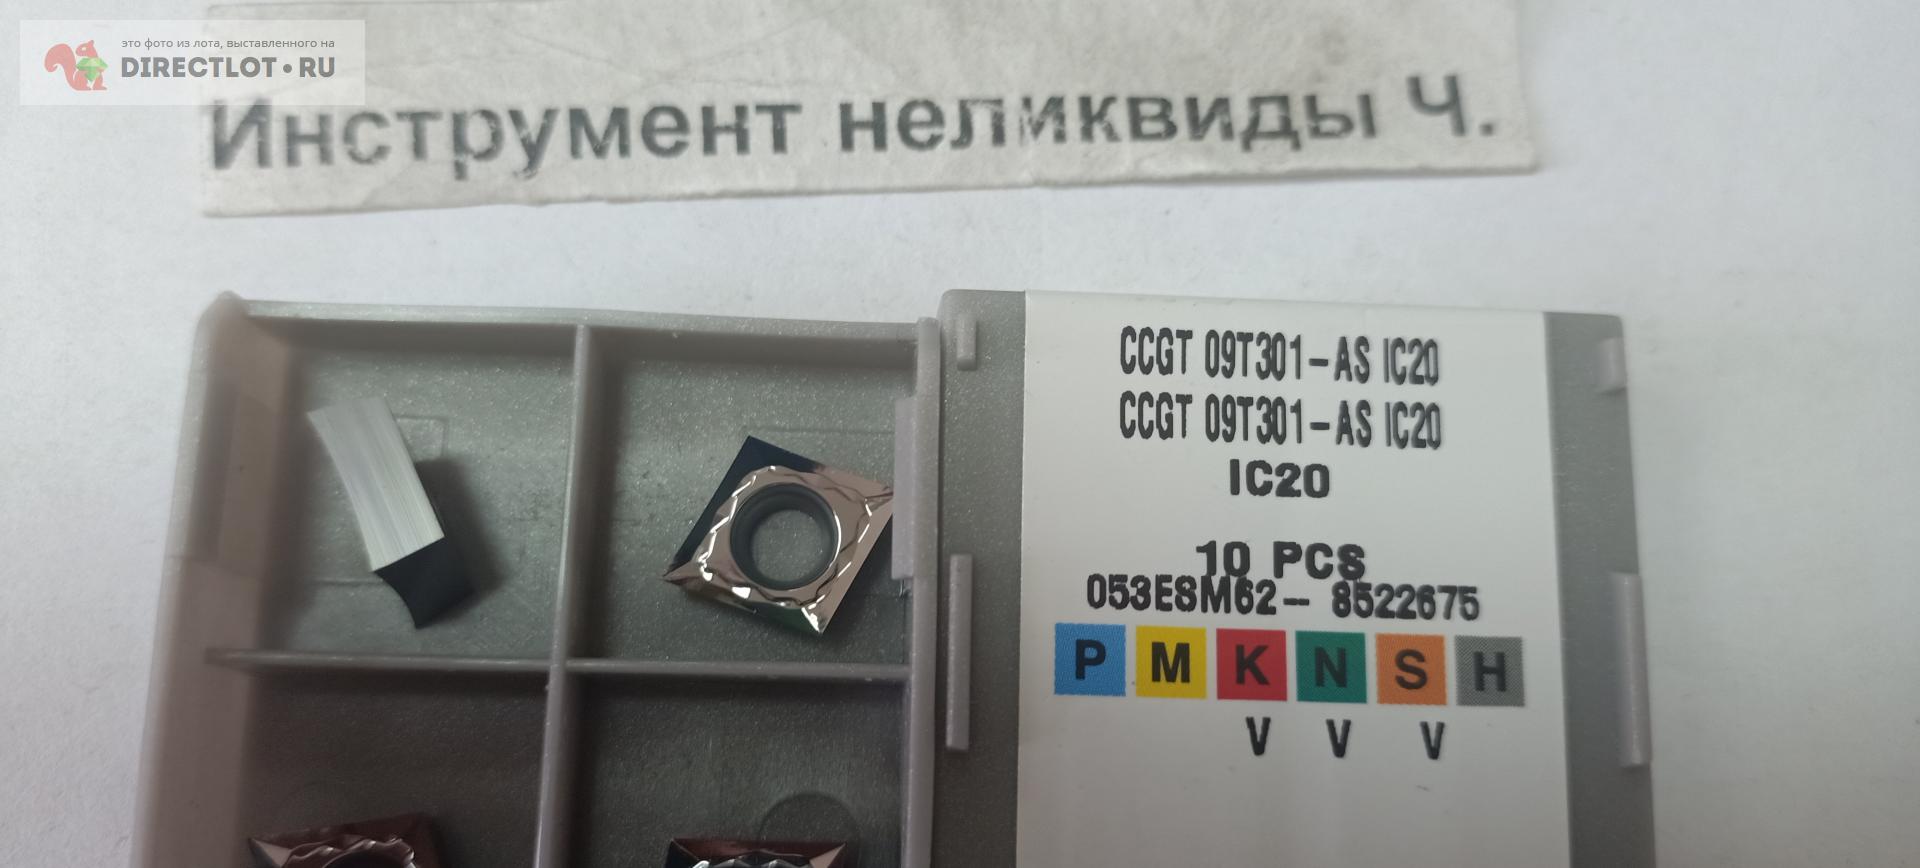 это фото из лота, выставленного на
DIRECTLOT•RU
Инструмент неликвиды Ч.
CCGT 09T301-AS IC20
CCGT 09T301-AS IC20
IC20
10 PCS
053ESM62- 8522675
P M K N S H
V V V